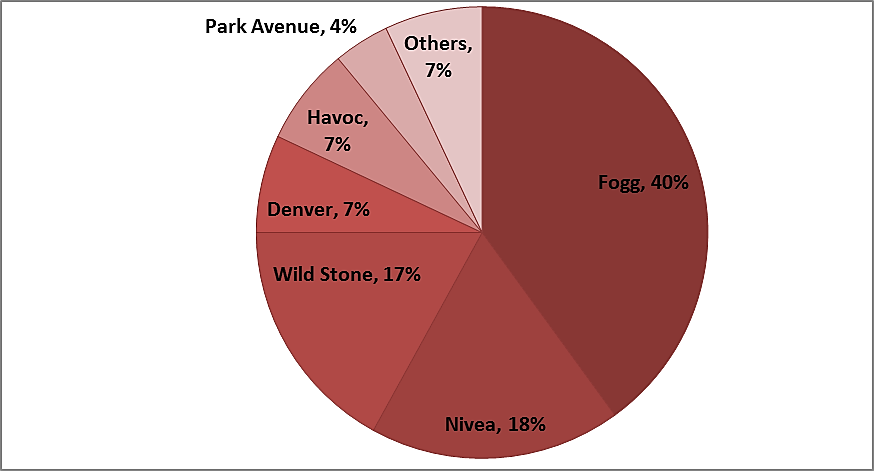 Park Avenue, 4%
Others,
7%
Havoc,
7%
Fogg, 40%
Denver, 7%
Wild Stone, 17%
Nivea, 18%